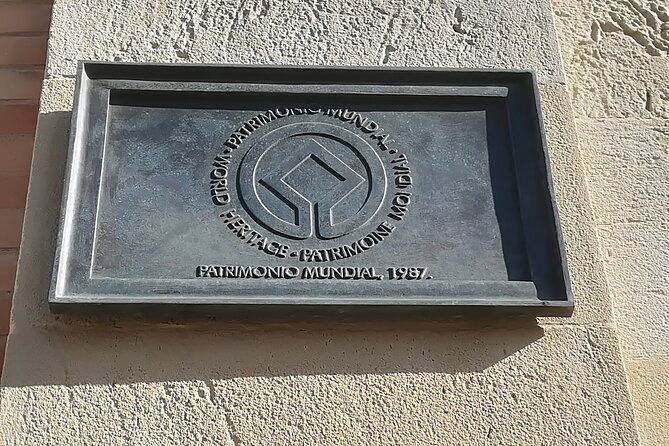 PATRIMONIO MUNDIAL • WORLD HERITAGE • PATRIMOINE MONDIAL •
PATRIMONIO MUNDIAL, 1987.